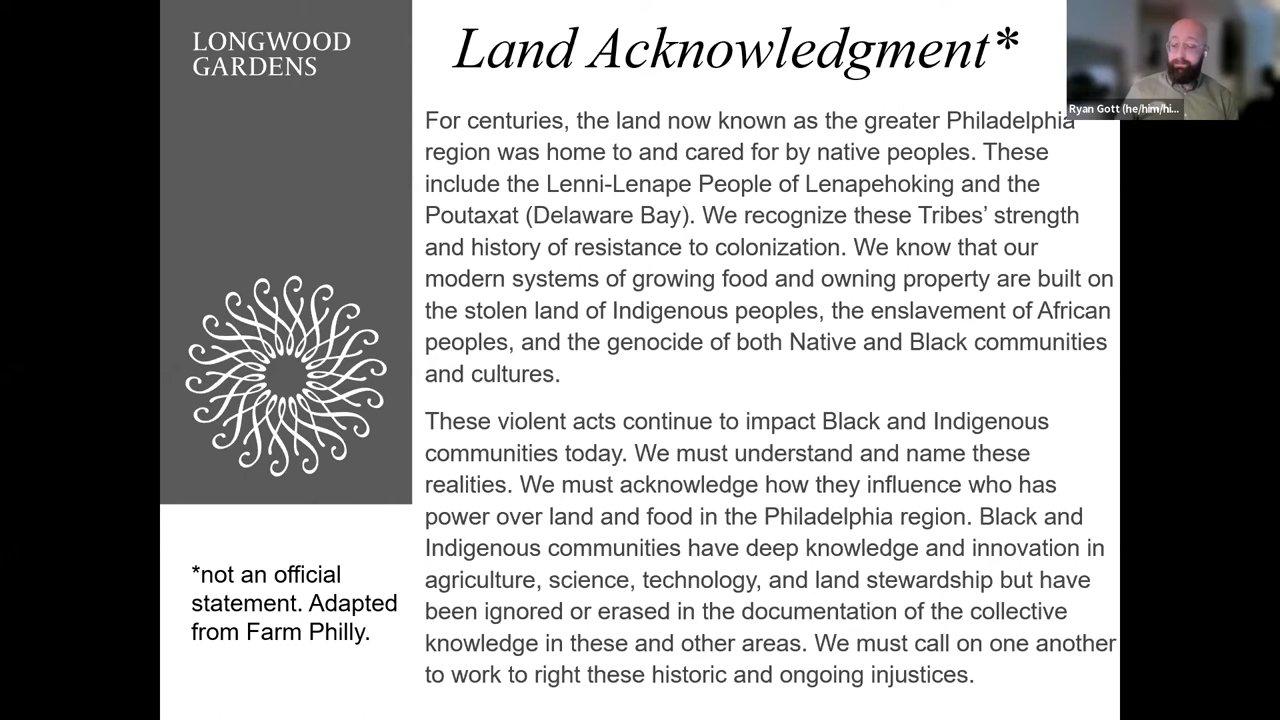 LONGWOOD
GARDENS
Land Acknowledgment*
Ryan Gott (he/him/hi...
For centuries, the land now known as the greater Philadelphia
region was home to and cared for by native peoples. These
include the Lenni-Lenape People of Lenapehoking and the
Poutaxat (Delaware Bay). We recognize these Tribes’ strength
and history of resistance to colonization. We know that our
modern systems of growing food and owning property are built on
the stolen land of Indigenous peoples, the enslavement of African
peoples, and the genocide of both Native and Black communities
and cultures.
These violent acts continue to impact Black and Indigenous
communities today. We must understand and name these
realities. We must acknowledge how they influence who has
power over land and food in the Philadelphia region. Black and
Indigenous communities have deep knowledge and innovation in
agriculture, science, technology, and land stewardship but have
been ignored or erased in the documentation of the collective
knowledge in these and other areas. We must call on one another
to work to right these historic and ongoing injustices.
*not an official
statement. Adapted
from Farm Philly.